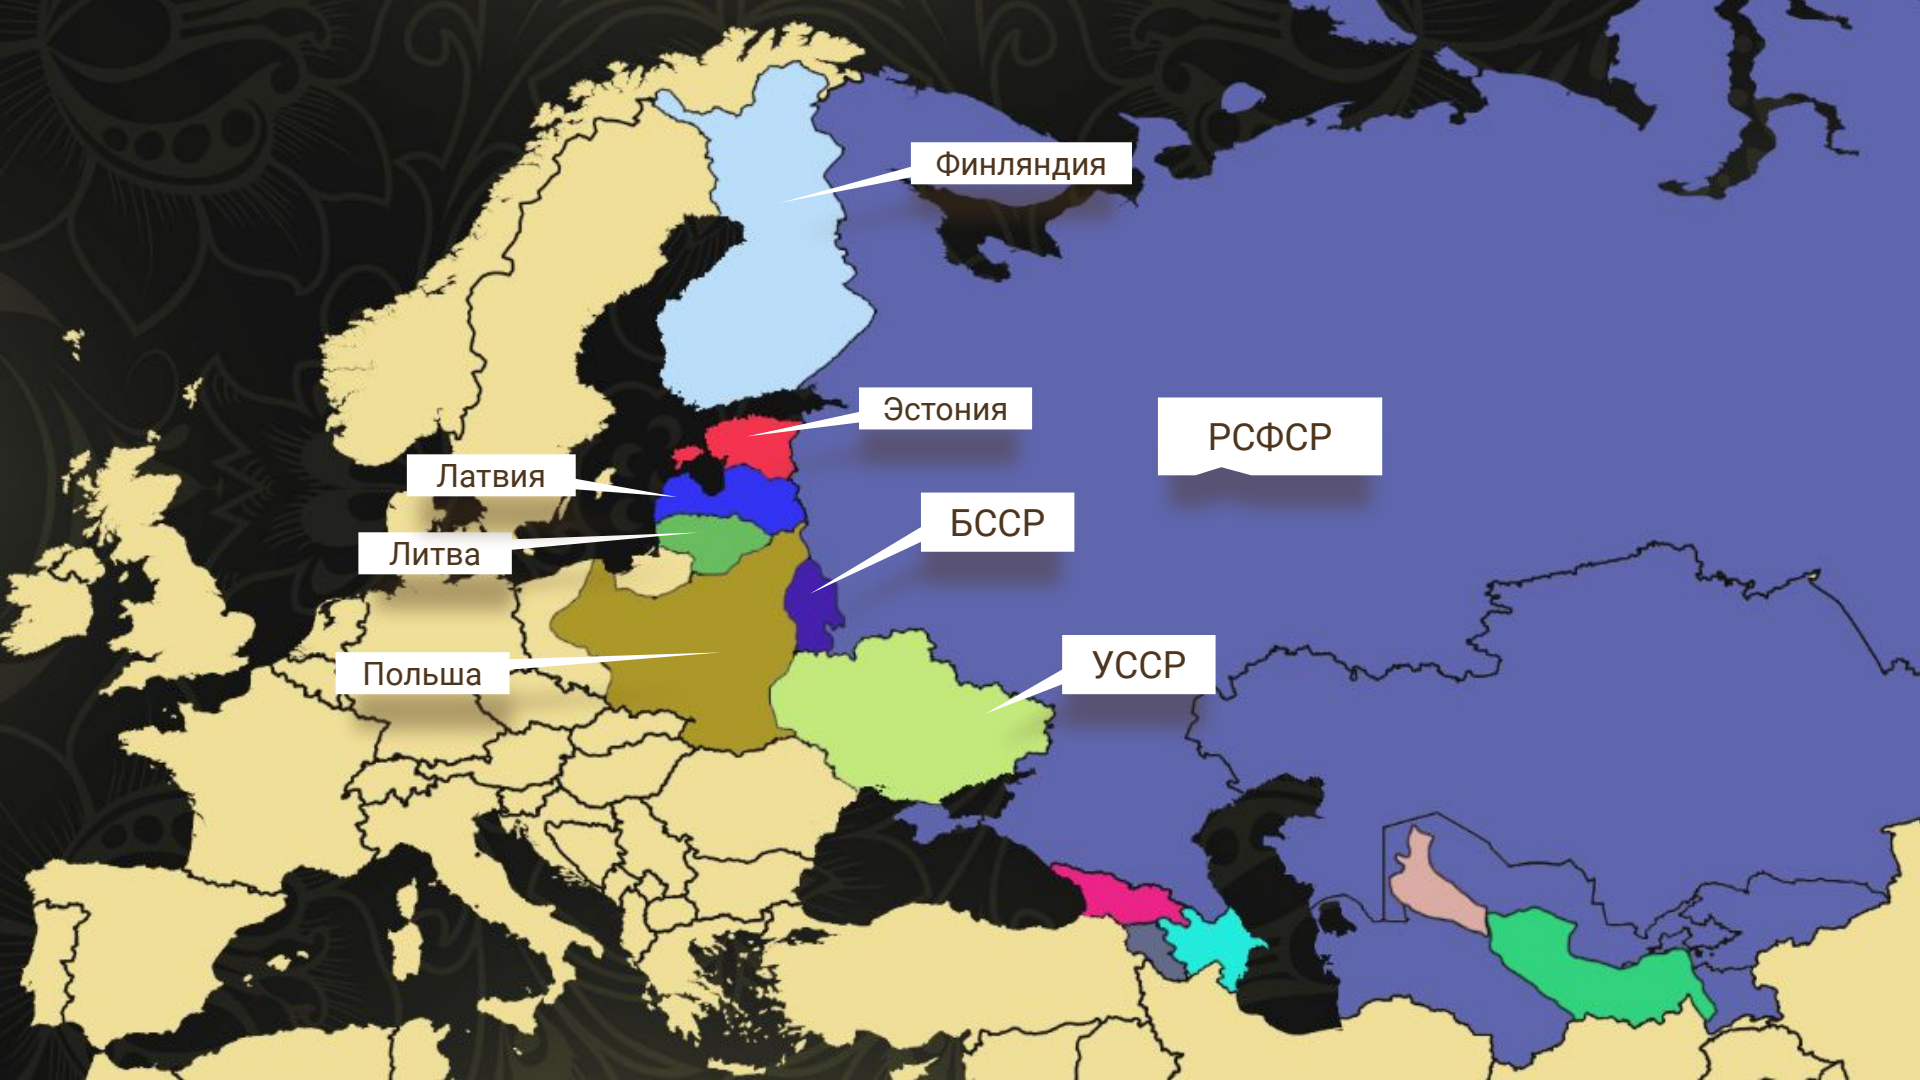 Финляндия
Эстония
РСФСР
Латвия
БССР
Литва
УССР
Польша